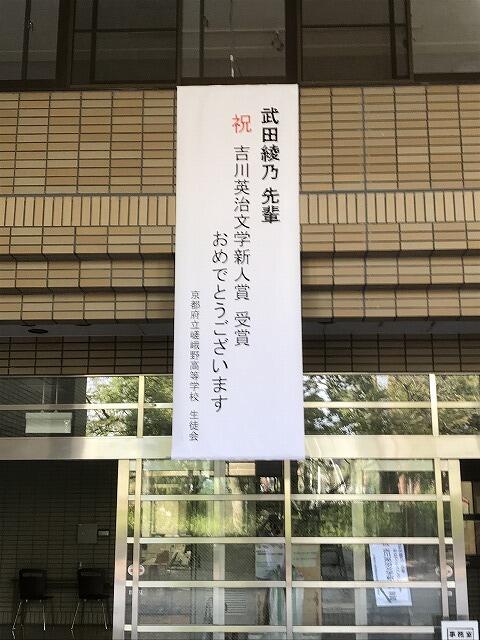 武田綾乃 先輩
祝 吉川英治文学新人賞 受賞
おめでとうございます
京都府立嵯峨野高等学校 生徒会
事務室